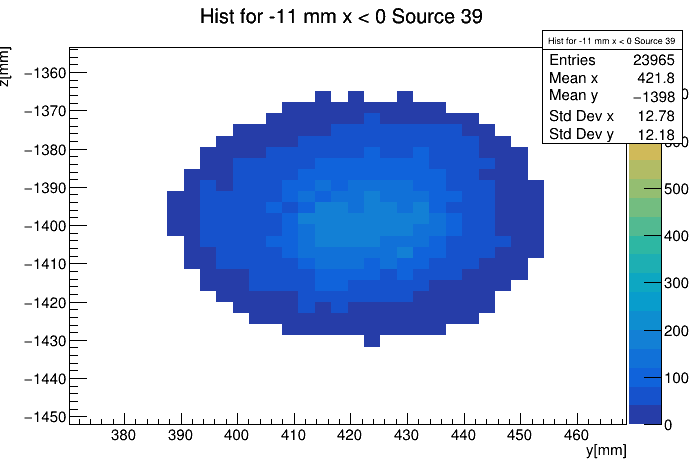 Hist for -11 mm x < 0 Source 39
z[mm]
Hist for -11 mm x < 0 Source 39
Entries 23965
Mean x 421.8
Mean y −1398
Std Dev x 12.78
Std Dev y 12.18
−1360
−1370
−1380
−1390
−1400
−1410
−1420
−1430
−1440
−1450
500
400
300
200
100
0
380 390 400 410 420 430 440 450 460
y[mm]